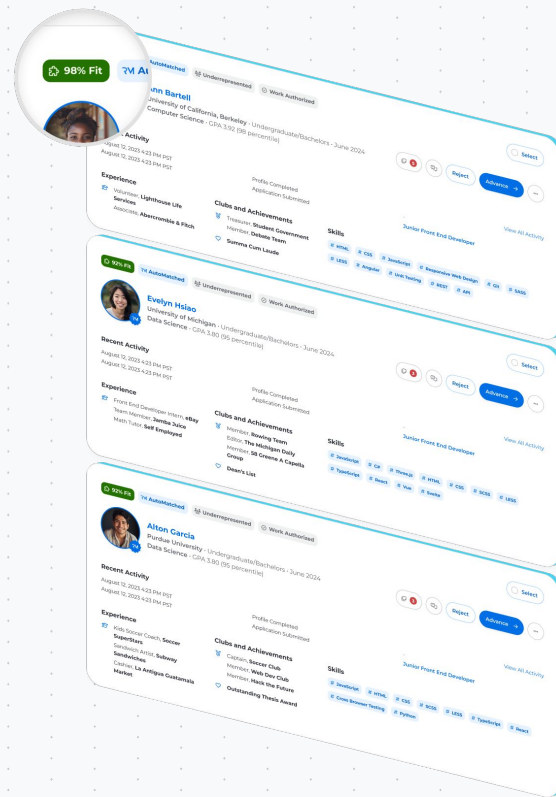 98% Fit
AutoMatched
Underrepresented
Work Authorized
Ann Bartell
University of California, Berkeley - Undergraduate/Bachelors - June 2024
Computer Science - GPA 3.92 (98 percentile)
Activity
August 12, 2023 4:23 PM PST
Profile Completed
August 12, 2023 4:23 PM PST
Application Submitted
Select
Reject
Advance →
Experience
Volunteer, Lighthouse Life
Services
Associate, Abercrombie & Fitch
Clubs and Achievements
Treasurer, Student Government
Member, Debate Team
Summa Cum Laude
Skills
# HTML # CSS # JavaScript # Responsive Web Design # Git # SASS
# LESS # Angular # Unit Testing # REST # API
Junior Front End Developer
View All Activity
92% Fit
AutoMatched
Underrepresented
Work Authorized
Evelyn Hsiao
University of Michigan - Undergraduate/Bachelors - June 2024
Data Science - GPA 3.80 (95 percentile)
Recent Activity
August 12, 2023 4:23 PM PST
Profile Completed
August 12, 2023 4:23 PM PST
Application Submitted
Select
Reject
Advance →
Experience
Front End Developer Intern, eBay
Team Member, Jamba Juice
Math Tutor, Self Employed
Clubs and Achievements
Member, Rowing Team
Editor, The Michigan Daily
Member, 58 Greene A Capella
Group
Dean's List
Skills
# JavaScript # C# # Three.js # HTML # CSS # SCSS # LESS
# TypeScript # React # Vue # Svelte
Junior Front End Developer
View All Activity
92% Fit
AutoMatched
Underrepresented
Work Authorized
Alton Garcia
Purdue University - Undergraduate/Bachelors - June 2024
Data Science - GPA 3.80 (95 percentile)
Recent Activity
August 12, 2023 4:23 PM PST
Profile Completed
August 12, 2023 4:23 PM PST
Application Submitted
Select
Reject
Advance →
Experience
Kids Soccer Coach, Soccer
SuperStars
Sandwich Artist, Subway
Sandwiches
Cashier, La Antigua Guatamala
Market
Clubs and Achievements
Captain, Soccer Club
Member, Web Dev Club
Member, Hack the Future
Outstanding Thesis Award
Skills
# JavaScript # HTML # CSS # SCSS # LESS # TypeScript # React
# Cross Browser Testing # Python
Junior Front End Developer
View All Activity